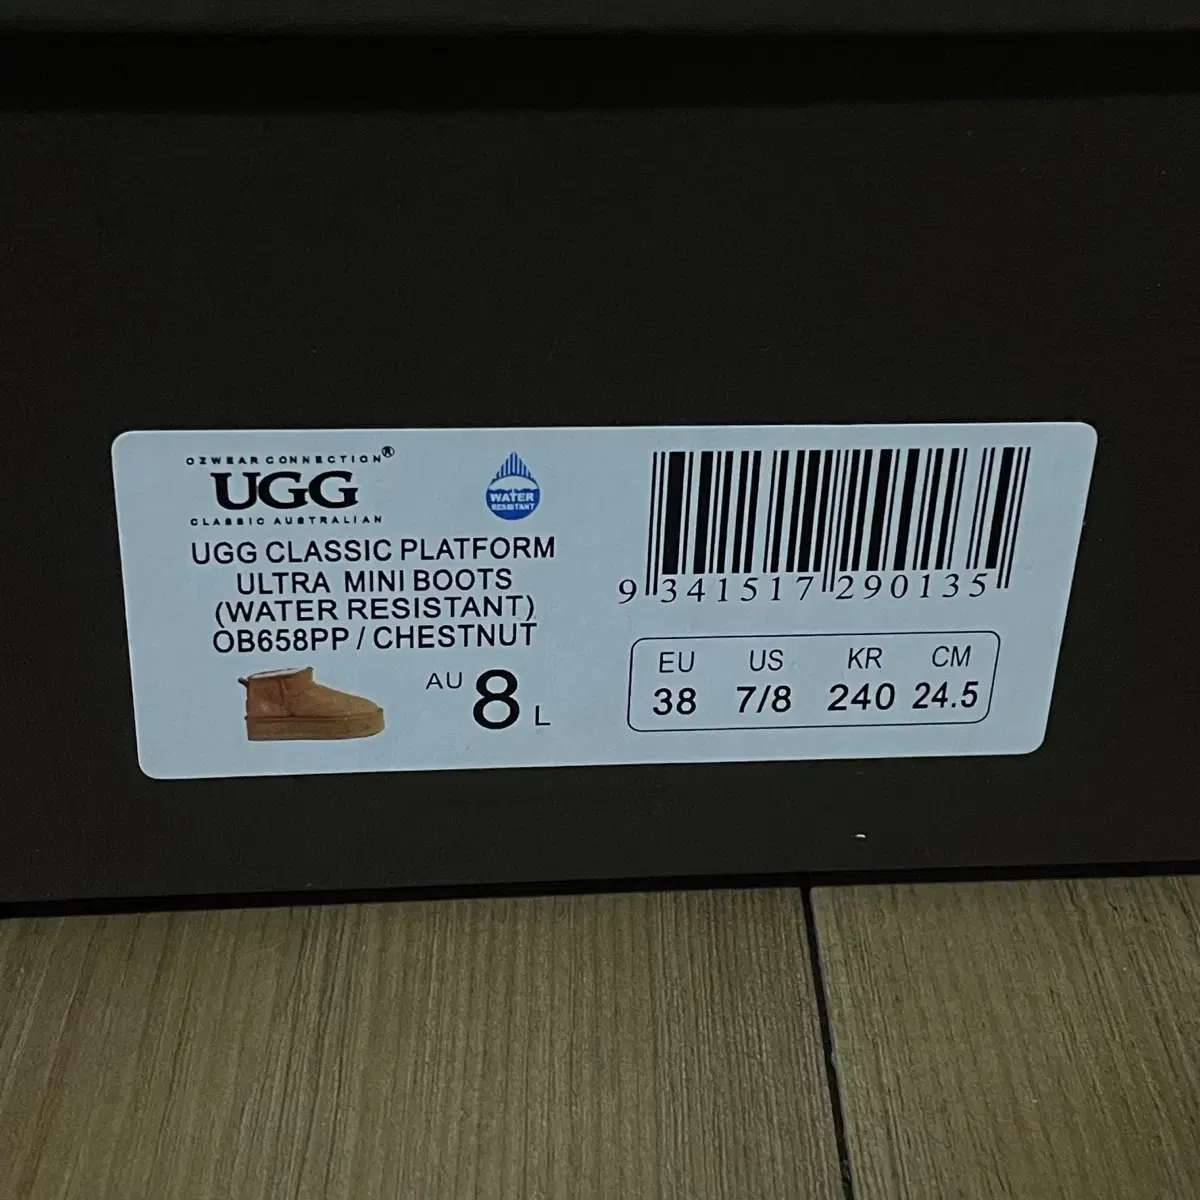 OZWEAR CONNECTION®
UGG
CLASSIC AUSTRALIAN
WATER
RESISTANT
UGG CLASSIC PLATFORM
ULTRA MINI BOOTS
(WATER RESISTANT)
OB658PP / CHESTNUT
AU 8 L
9 341517 290135
EU US KR CM
38 7/8 240 24.5